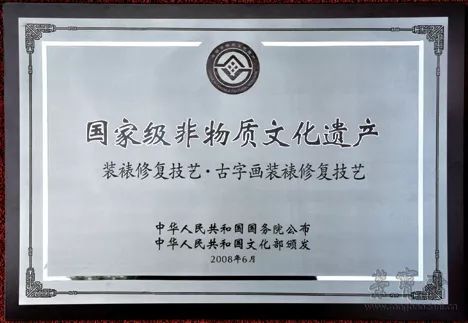 国家级非物质文化遗产
装裱修复技艺·古字画装裱修复技艺
中华人民共和国国务院公布
中华人民共和国文化部颁发
2008年6月